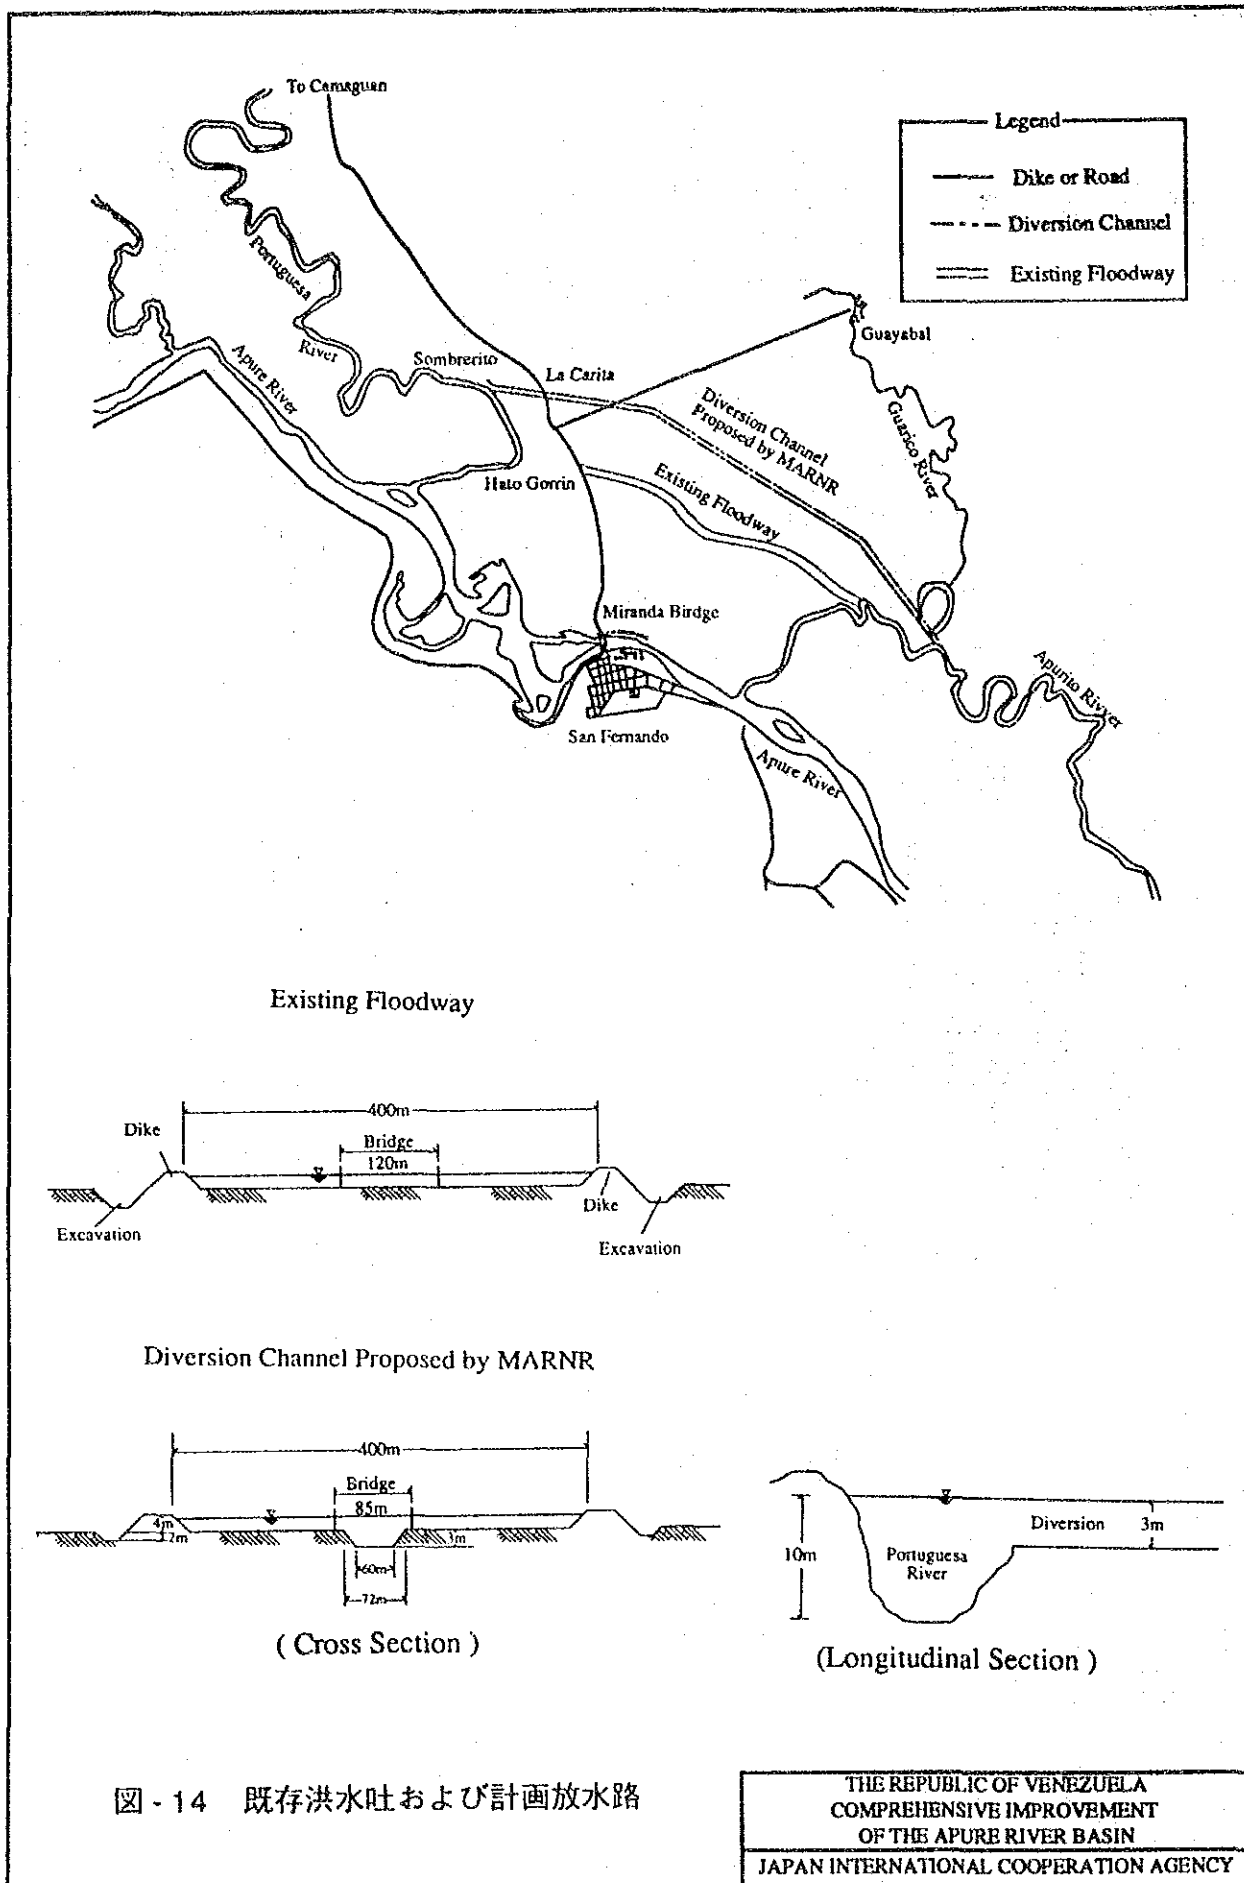 To Camaguan
Legend
Dike or Road
Diversion Channel
Existing Floodway
Portuguesa
River
Apure River
Sombrerito
La Carita
Guayabal
Guarico River
Diversion Channel
Proposed by MARNR
Existing Floodway
Hato Gorrin
Miranda Birdge
San Fernando
Apure River
Apurito Rivyer
Existing Floodway
400m
Dike
Bridge
120m
Dike
Excavation
Excavation
Diversion Channel Proposed by MARNR
400m
Bridge
85m
4m
2m
3m
60m
72m
( Cross Section )
10m
Portuguesa
River
Diversion
3m
(Longitudinal Section )
図 - 14 既存洪水吐および計画放水路
THE REPUBLIC OF VENEZUELA
COMPREHENSIVE IMPROVEMENT
OF THE APURE RIVER BASIN
JAPAN INTERNATIONAL COOPERATION AGENCY